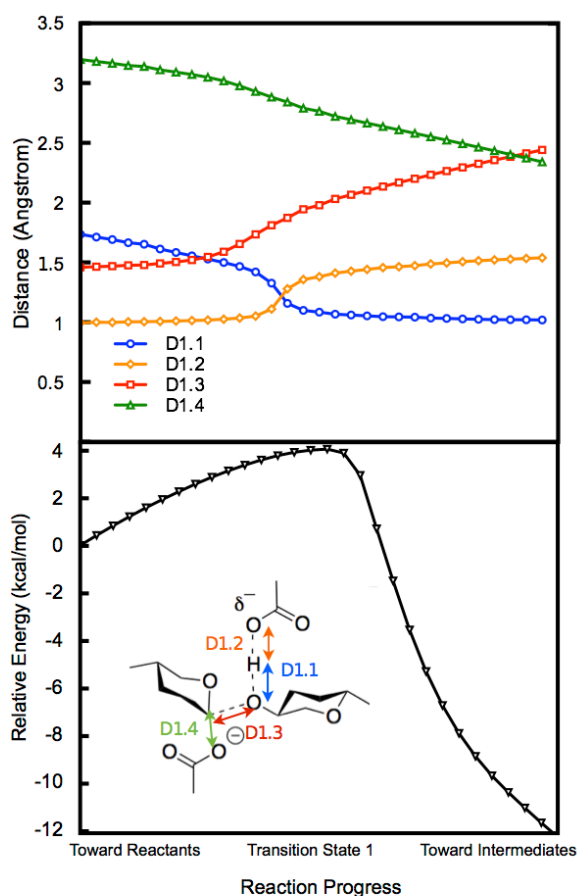 3.5
3
2.5
2
1.5
1
0.5
Distance (Angstrom)
D1.1
D1.2
D1.3
D1.4
4
2
0
-2
-4
-6
-8
-10
-12
Relative Energy (kcal/mol)
δ−
O
O
D1.2
H
D1.1
O
O
O
D1.4
D1.3
O
−
O
Toward Reactants Transition State 1 Toward Intermediates
Reaction Progress